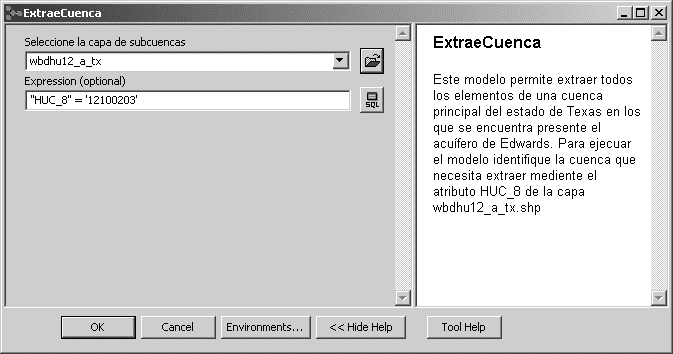 ExtraeCuenca
Seleccione la capa de subcuencas
wbdhu12_a_tx
Expression (optional)
"HUC_8" = '12100203'
SQL
ExtraeCuenca
Este modelo permite extraer todos
los elementos de una cuenca
principal del estado de Texas en los
que se encuentra presente el
acuífero de Edwards. Para ejecuar
el modelo identifique la cuenca que
necesita extraer mediente el
atributo HUC_8 de la capa
wbdhu12_a_tx.shp
OK
Cancel
Environments...
<< Hide Help
Tool Help